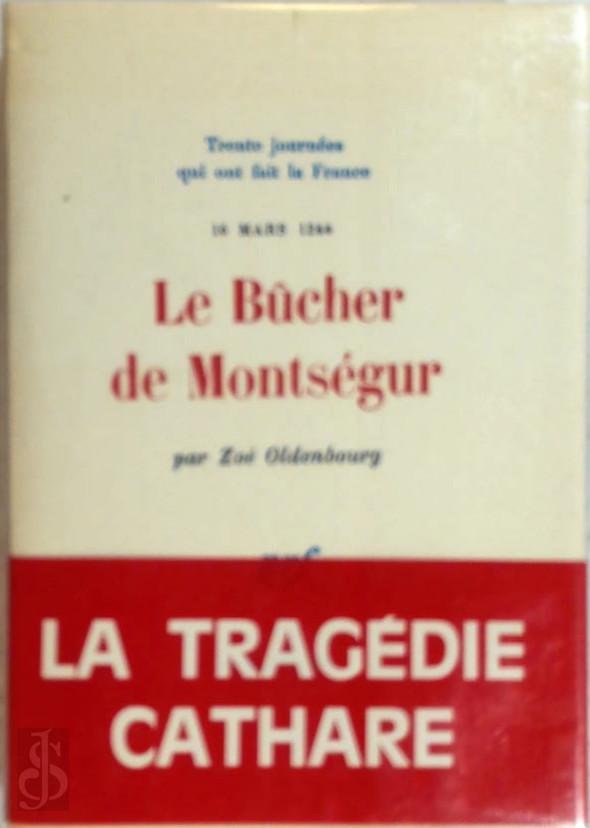 Trente journées
qui ont fait la France
16 MARS 1244
Le Bûcher
de Montségur
par Zoé Oldenbourg
nrf
LA TRAGÉDIE
CATHARE